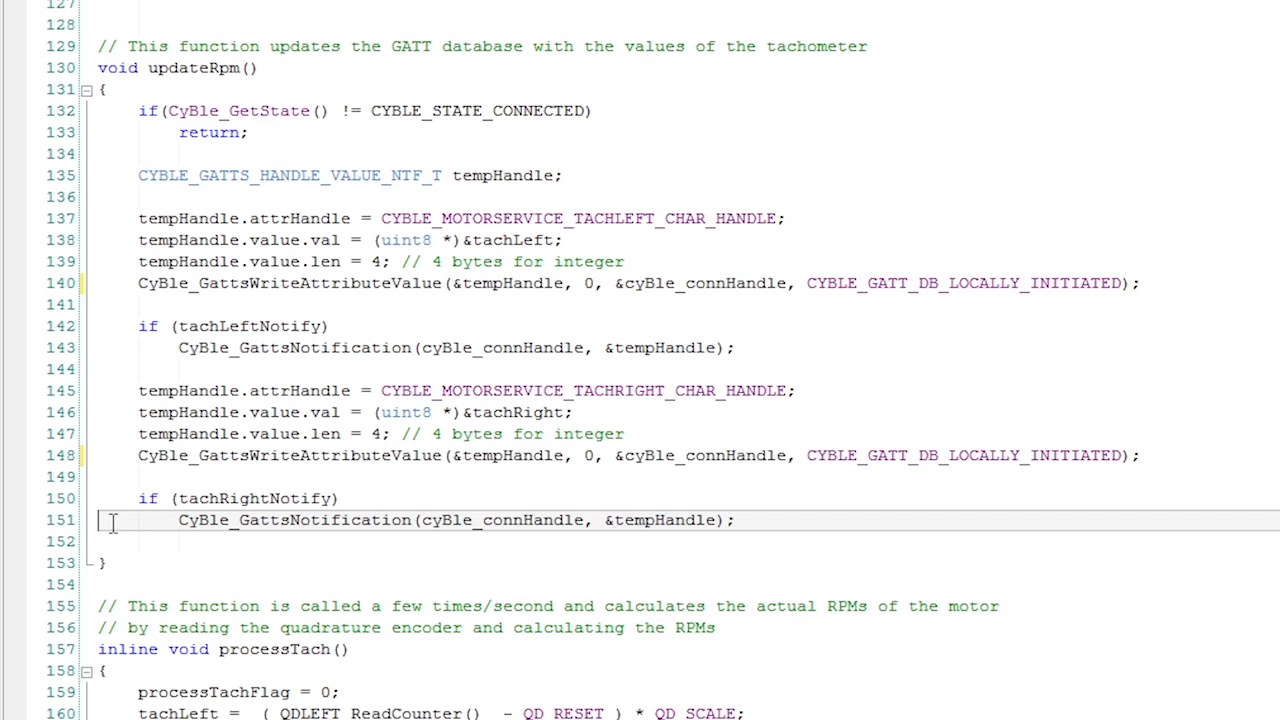 127
128
129 // This function updates the GATT database with the values of the tachometer
130 void updateRpm()
131 {
132 if(CyBle_GetState() != CYBLE_STATE_CONNECTED)
133 return;
134
135 CYBLE_GATTS_HANDLE_VALUE_NTF_T tempHandle;
136
137 tempHandle.attrHandle = CYBLE_MOTORSERVICE_TACHLEFT_CHAR_HANDLE;
138 tempHandle.value.val = (uint8 *)&tachLeft;
139 tempHandle.value.len = 4; // 4 bytes for integer
140 CyBle_GattsWriteAttributeValue(&tempHandle, 0, &cyBle_connHandle, CYBLE_GATT_DB_LOCALLY_INITIATED);
141
142 if (tachLeftNotify)
143 CyBle_GattsNotification(cyBle_connHandle, &tempHandle);
144
145 tempHandle.attrHandle = CYBLE_MOTORSERVICE_TACHRIGHT_CHAR_HANDLE;
146 tempHandle.value.val = (uint8 *)&tachRight;
147 tempHandle.value.len = 4; // 4 bytes for integer
148 CyBle_GattsWriteAttributeValue(&tempHandle, 0, &cyBle_connHandle, CYBLE_GATT_DB_LOCALLY_INITIATED);
149
150 if (tachRightNotify)
151 CyBle_GattsNotification(cyBle_connHandle, &tempHandle);
152
153 }
154
155 // This function is called a few times/second and calculates the actual RPMs of the motor
156 // by reading the quadrature encoder and calculating the RPMs
157 inline void processTach()
158 {
159 processTachFlag = 0;
160 tachLeft = ( QDLEFT_ReadCounter() - QD_RESET ) * QD_SCALE;